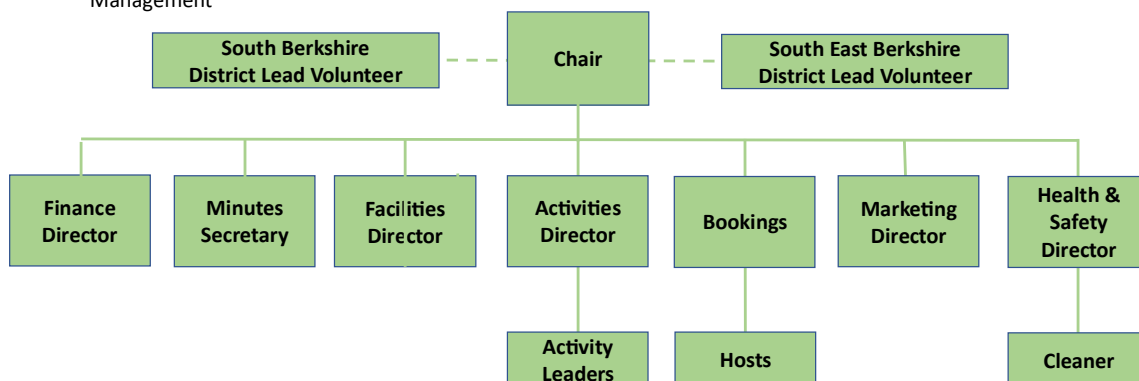 Management
South Berkshire
District Lead Volunteer
Chair
South East Berkshire
District Lead Volunteer
Finance
Director
Minutes
Secretary
Facilities
Director
Activities
Director
Bookings
Marketing
Director
Health &
Safety
Director
Activity
Leaders
Hosts
Cleaner